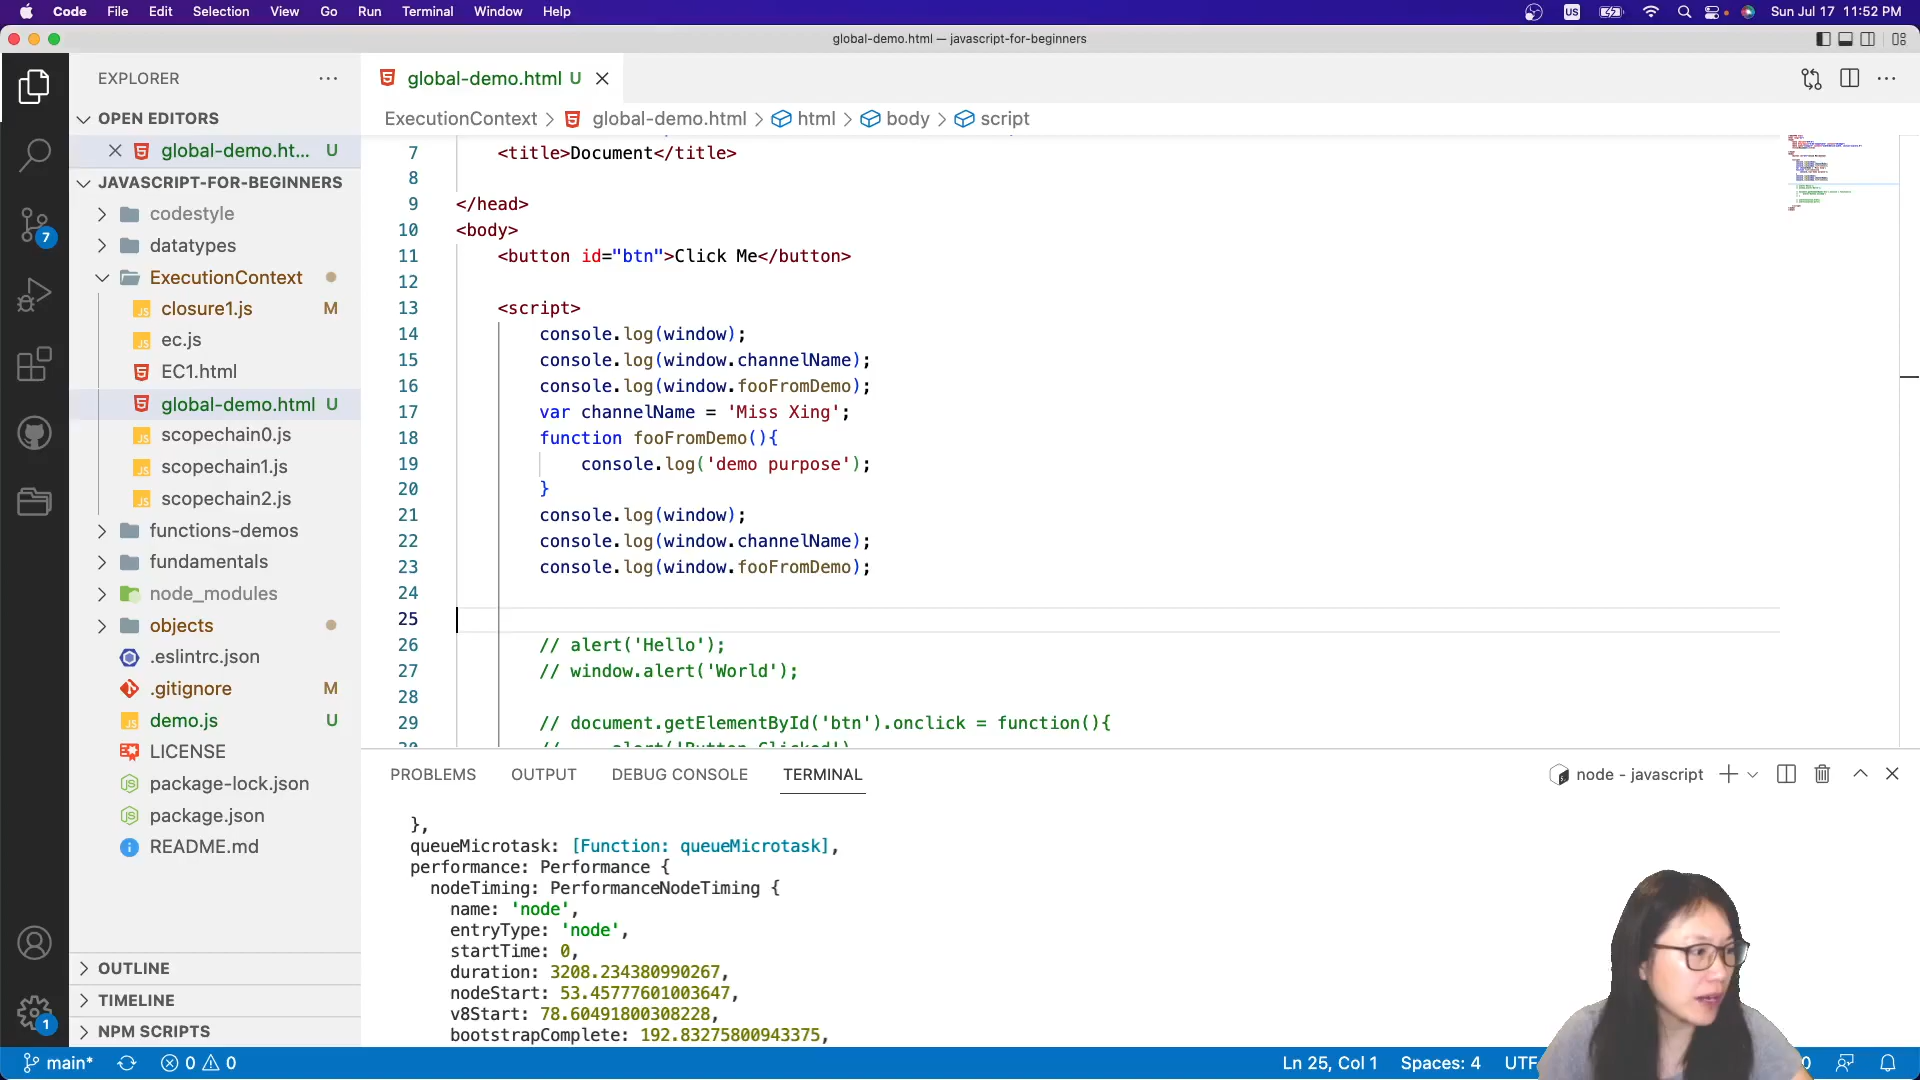 Code File Edit Selection View Go Run Terminal Window Help
US
Sun Jul 17 11:52 PM
global-demo.html — javascript-for-beginners
EXPLORER
OPEN EDITORS
global-demo.ht... U
JAVASCRIPT-FOR-BEGINNERS
codestyle
datatypes
ExecutionContext
closure1.js M
ec.js
EC1.html
global-demo.html U
scopechain0.js
scopechain1.js
scopechain2.js
functions-demos
fundamentals
node_modules
objects
.eslintrc.json
.gitignore M
demo.js U
LICENSE
package-lock.json
package.json
README.md
OUTLINE
TIMELINE
NPM SCRIPTS
7
1
global-demo.html U
ExecutionContext > global-demo.html > html > body > script
7 <title>Document</title>
8
9 </head>
10 <body>
11 <button id="btn">Click Me</button>
12
13 <script>
14 console.log(window);
15 console.log(window.channelName);
16 console.log(window.fooFromDemo);
17 var channelName = 'Miss Xing';
18 function fooFromDemo(){
19 console.log('demo purpose');
20 }
21 console.log(window);
22 console.log(window.channelName);
23 console.log(window.fooFromDemo);
24
25
26 // alert('Hello');
27 // window.alert('World');
28
29 // document.getElementById('btn').onclick = function(){
PROBLEMS OUTPUT DEBUG CONSOLE TERMINAL
node - javascript
},
queueMicrotask: [Function: queueMicrotask],
performance: Performance {
nodeTiming: PerformanceNodeTiming {
name: 'node',
entryType: 'node',
startTime: 0,
duration: 3208.234380990267,
nodeStart: 53.45777601003647,
v8Start: 78.60491800308228,
bootstrapComplete: 192.83275800943375,
main* 0 0
Ln 25, Col 1 Spaces: 4